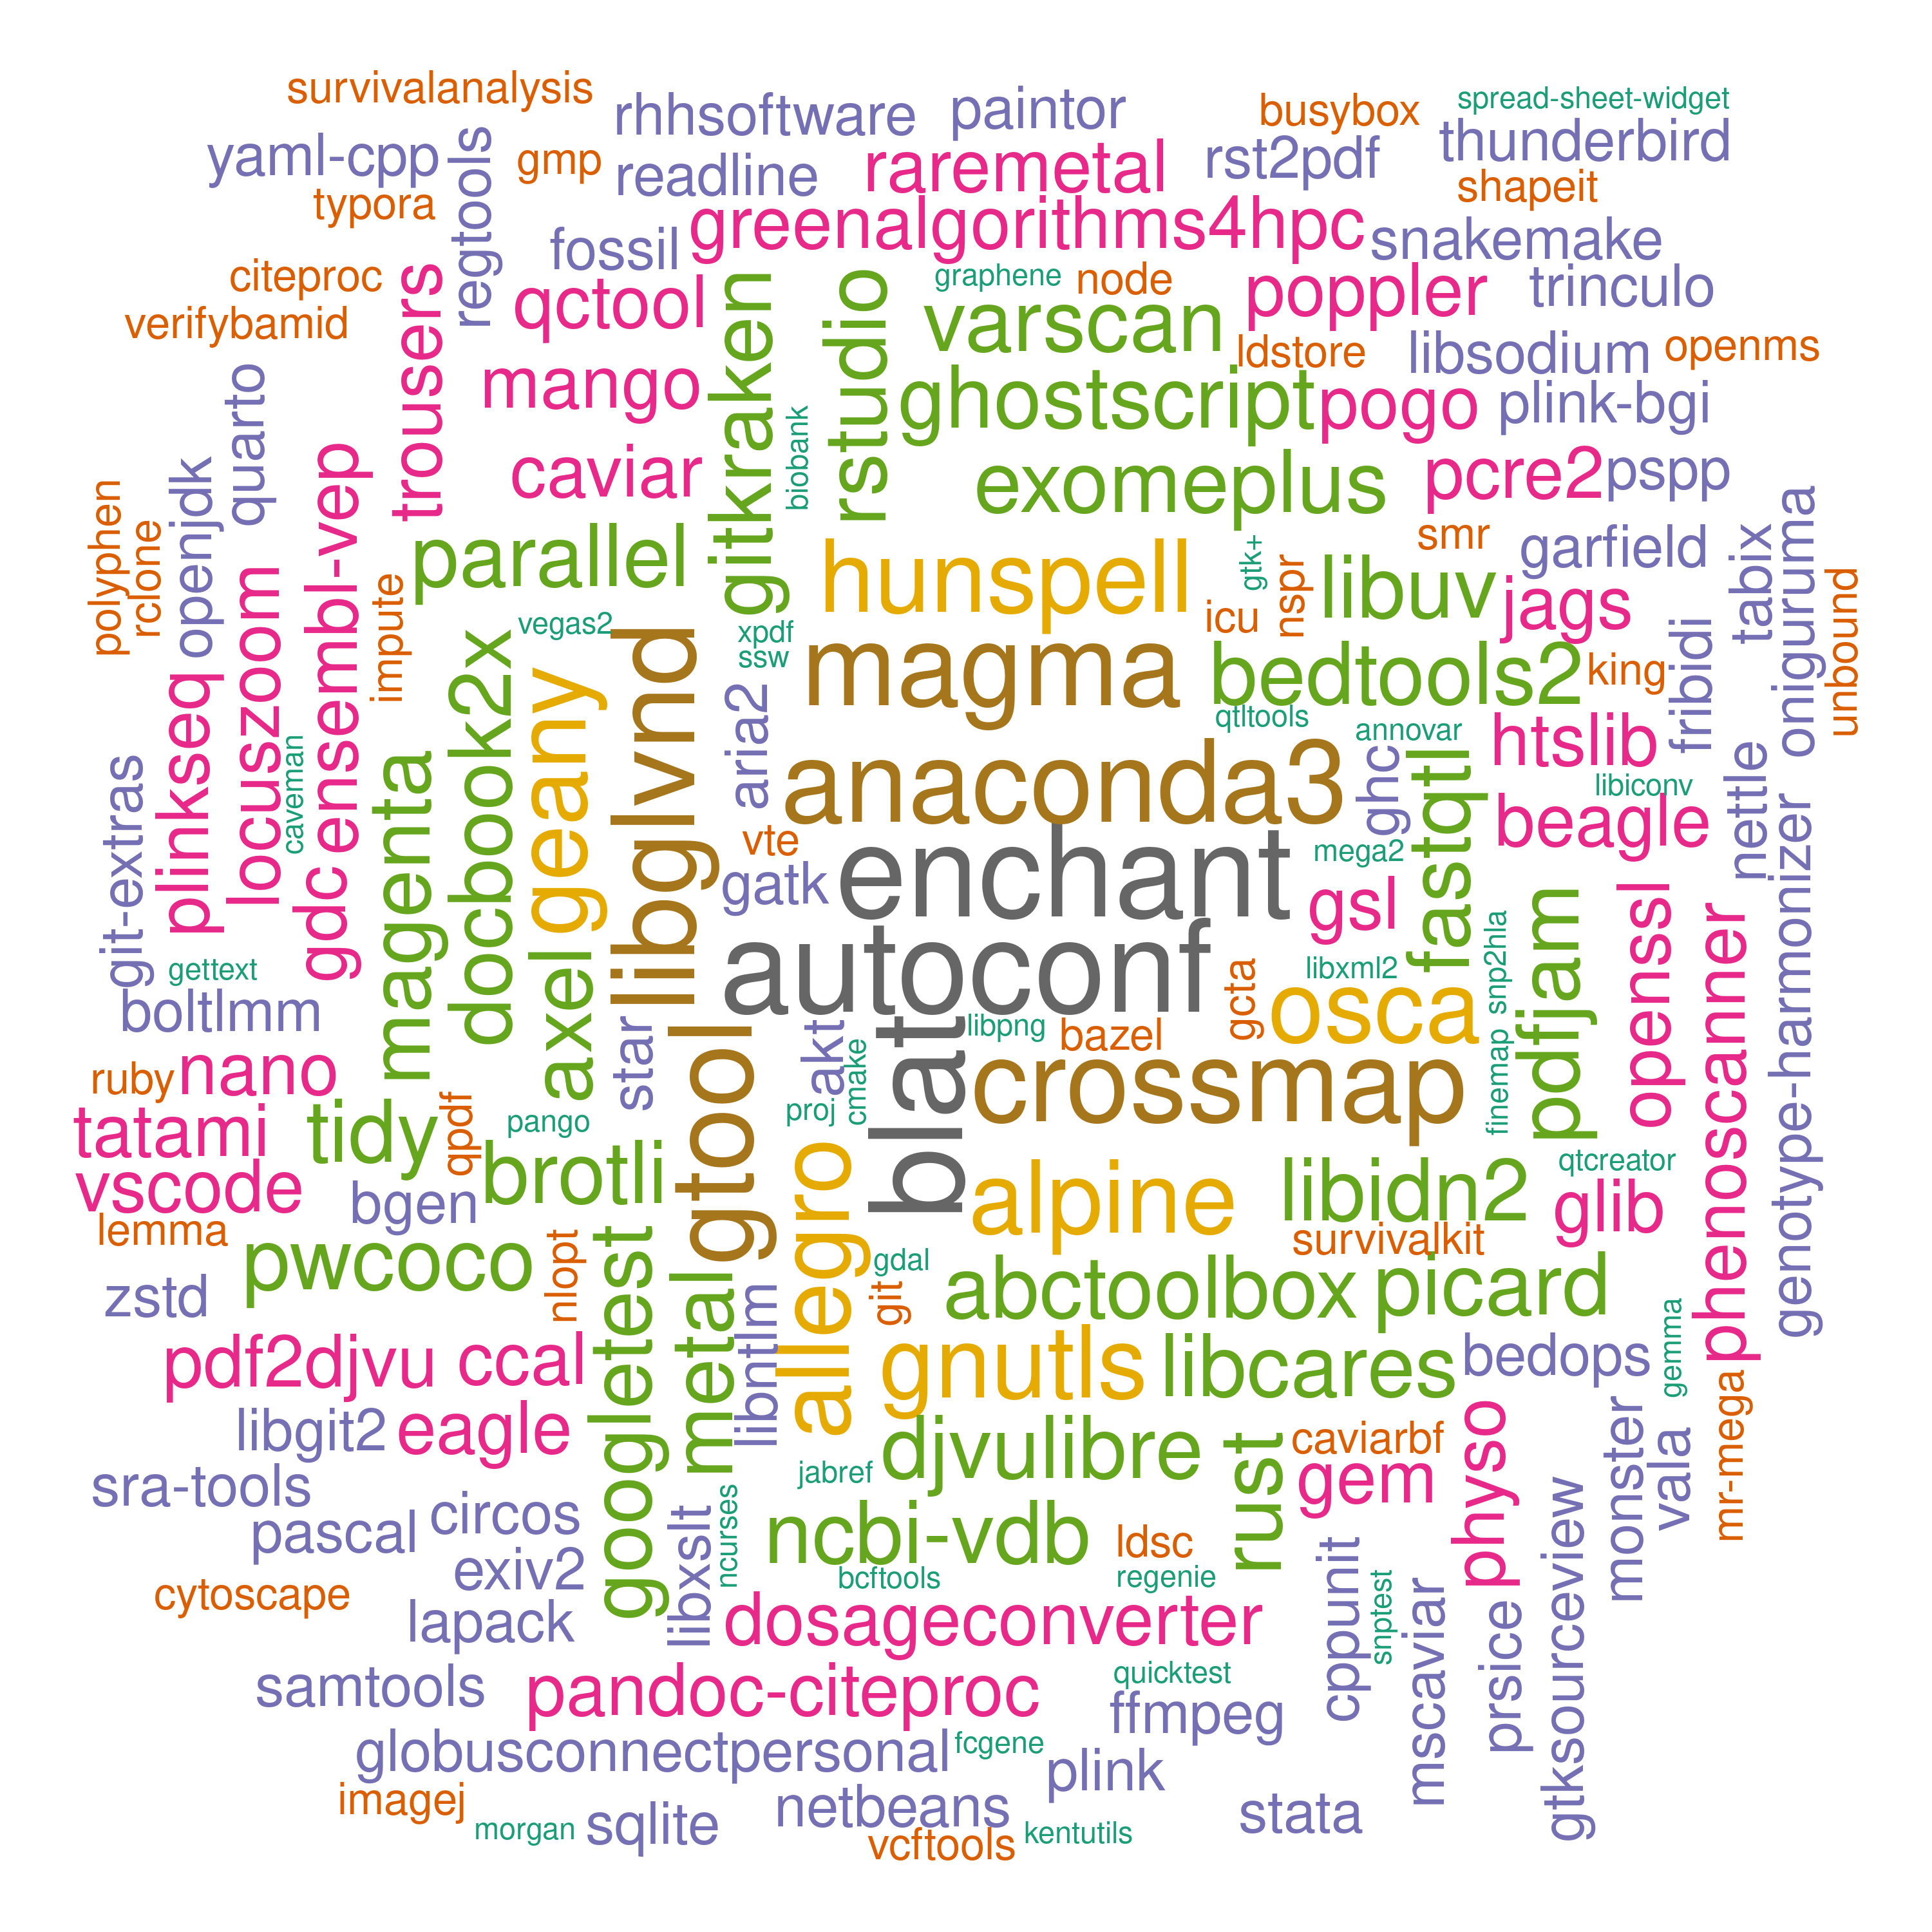 survivalanalysis
rhhsoftware
paintor
busybox
spread-sheet-widget
yaml-cpp
regtools
gmp
readline
raremetal
rst2pdf
thunderbird
typora
shapeit
fossil
greenalgorithms4hpc
snakemake
citeproc
trousers
qctool
gitkraken
rstudio
graphene
node
poppler
trinculo
verifybamid
varscan
ldstore
libsodium
openms
quarto
mango
biobank
ghostscript
pogo
plink-bgi
polyphen
rclone
openjdk
ensembl-vep
caviar
exomeplus
pcre2
pspp
locuszoom
impute
parallel
hunspell
gtk+
nspr
smr
garfield
tabix
oniguruma
unbound
plinkseq
vegas2
xpdf
ssw
icu
libuv
jags
fribidi
docbook2x
geany
libglvnd
aria2
magma
bedtools2
king
qtltools
annovar
git-extras
caveman
gdc
magenta
anaconda3
ghc
fastqtl
htslib
libiconv
nettle
vte
gatk
enchant
mega2
beagle
genotype-harmonizer
gettext
axel
autoconf
gsl
libxml2
snp2hla
pdfjam
openssl
phenoscanner
boltlmm
star
akt
cmake
blat
libpng
bazel
gcta
osca
finemap
ruby
nano
gtool
proj
crossmap
tatami
tidy
qpdf
pango
brotli
vscode
bgen
allegro
alpine
libidn2
qtcreator
glib
lemma
pwcoco
nlopt
googletest
metal
libntlm
gdal
git
survivalkit
zstd
abctoolbox
picard
pdf2djvu
ccal
gnutls
libcares
bedops
gemma
libgit2
eagle
djvulibre
rust
caviarbf
gem
physo
monster
vala
mr-mega
sra-tools
jabref
pascal
circos
libxslt
ncurses
ncbi-vdb
ldsc
cppunit
gtksourceview
exiv2
bcftools
regenie
snptest
mscaviar
prsice
cytoscape
lapack
dosageconverter
samtools
pandoc-citeproc
quicktest
ffmpeg
globusconnectpersonal
fcgene
plink
imagej
morgan
sqlite
netbeans
vcftools
kentutils
stata